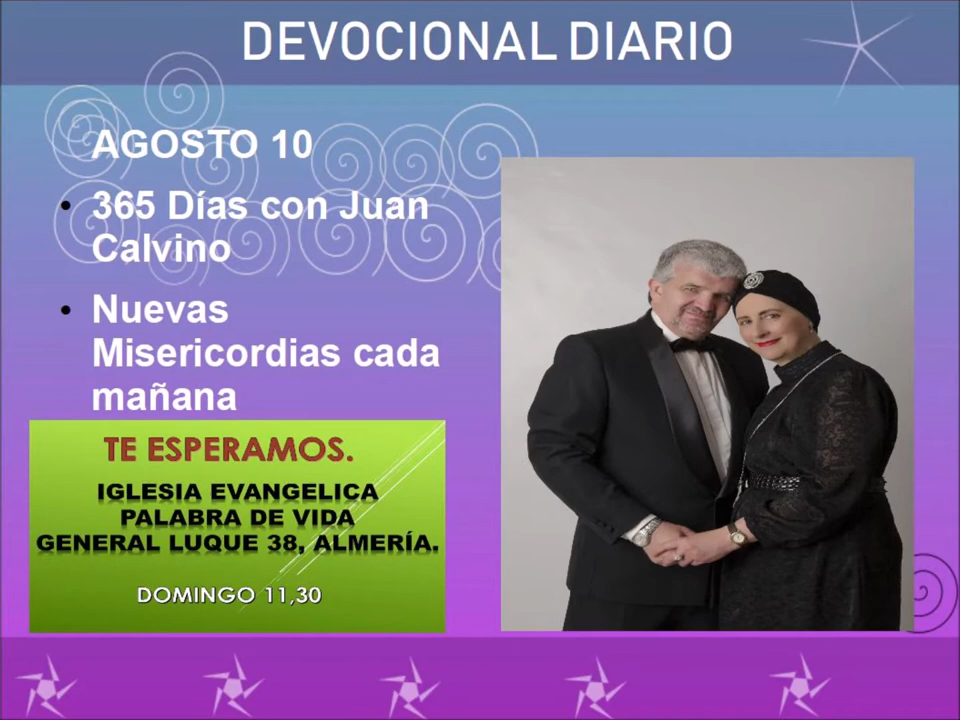 DEVOCIONAL DIARIO
AGOSTO 10
• 365 Días con Juan
Calvino
• Nuevas
Misericordias cada
mañana
TE ESPERAMOS.
IGLESIA EVANGELICA
PALABRA DE VIDA
GENERAL LUQUE 38, ALMERÍA.
DOMINGO 11,30